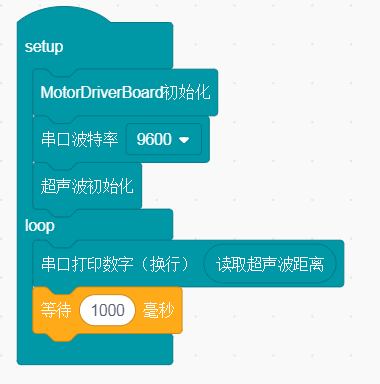 setup
MotorDriverBoard初始化
串口波特率 9600
超声波初始化
loop
串口打印数字（换行） 读取超声波距离
等待 1000 毫秒